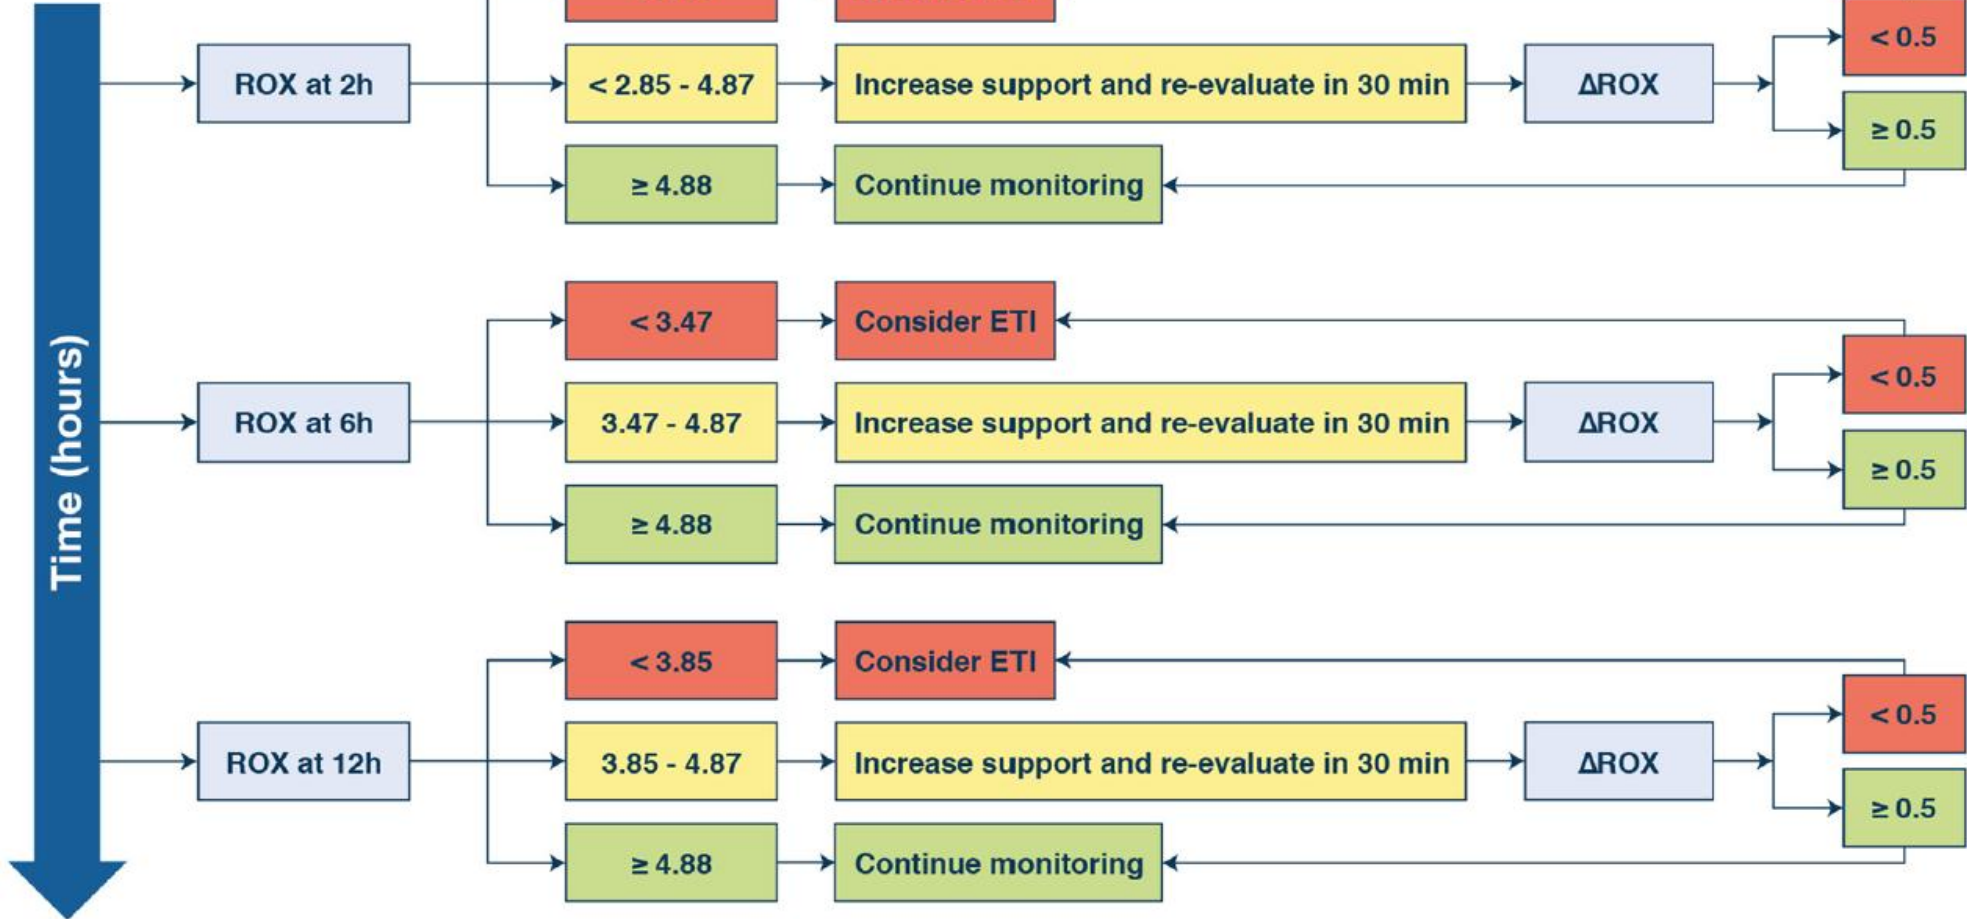 < 0.5
ROX at 2h
< 2.85 - 4.87
Increase support and re-evaluate in 30 min
ΔROX
≥ 0.5
≥ 4.88
Continue monitoring
Time (hours)
< 3.47
Consider ETI
< 0.5
ROX at 6h
3.47 - 4.87
Increase support and re-evaluate in 30 min
ΔROX
≥ 0.5
≥ 4.88
Continue monitoring
< 3.85
Consider ETI
< 0.5
ROX at 12h
3.85 - 4.87
Increase support and re-evaluate in 30 min
ΔROX
≥ 0.5
≥ 4.88
Continue monitoring